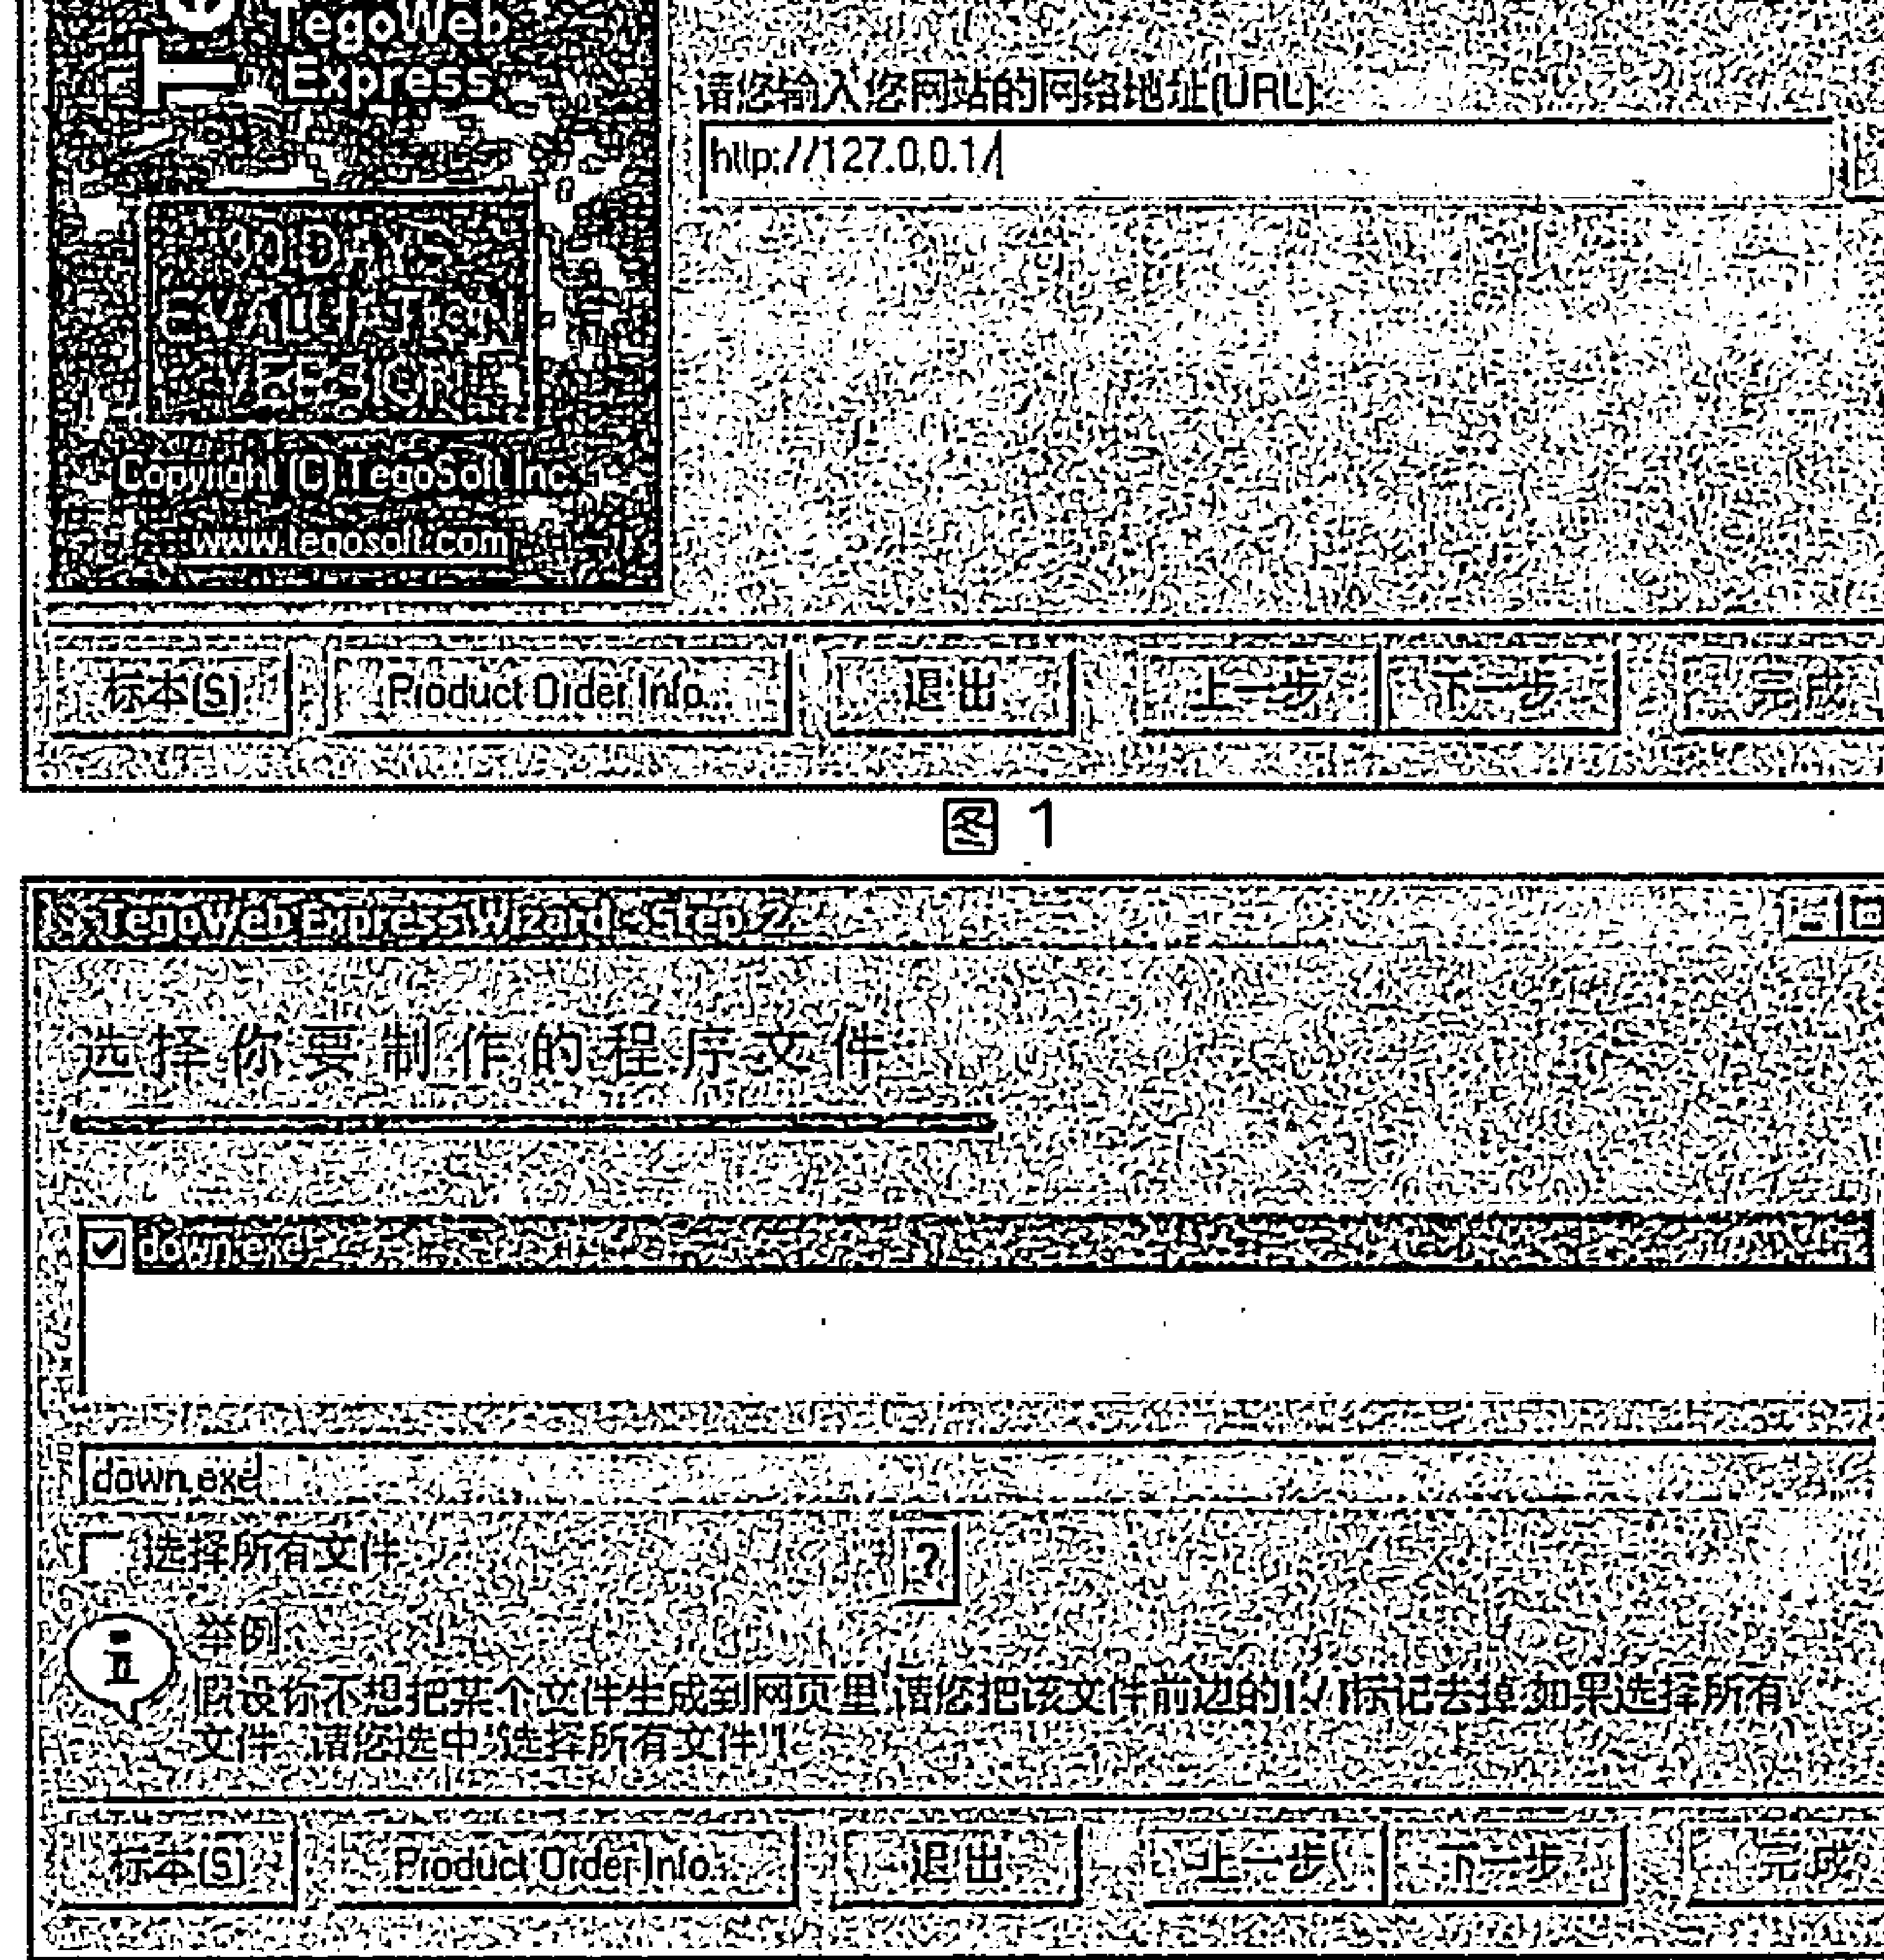 TegoWeb
Express
请您输入您网站的网络地址(URL):
http://127.0.0.1/
30 DAYS
Copyright (C) TegoSoft Inc.
www.tegosoft.com
标本(S) Product Order Info... 退出 上一步 下一步 完成
图 1
TegoWeb Express Wizard - Step 2
选择你要制作的程序文件
down.exe
down.exe
选择所有文件 ?
举例
假设你不想把某个文件生成到网页里,请您把该文件前边的[√]标记去掉,如果选择所有
文件 请您选中"选择所有文件"!
标本(S) Product Order Info... 退出 上一步 下一步 完成